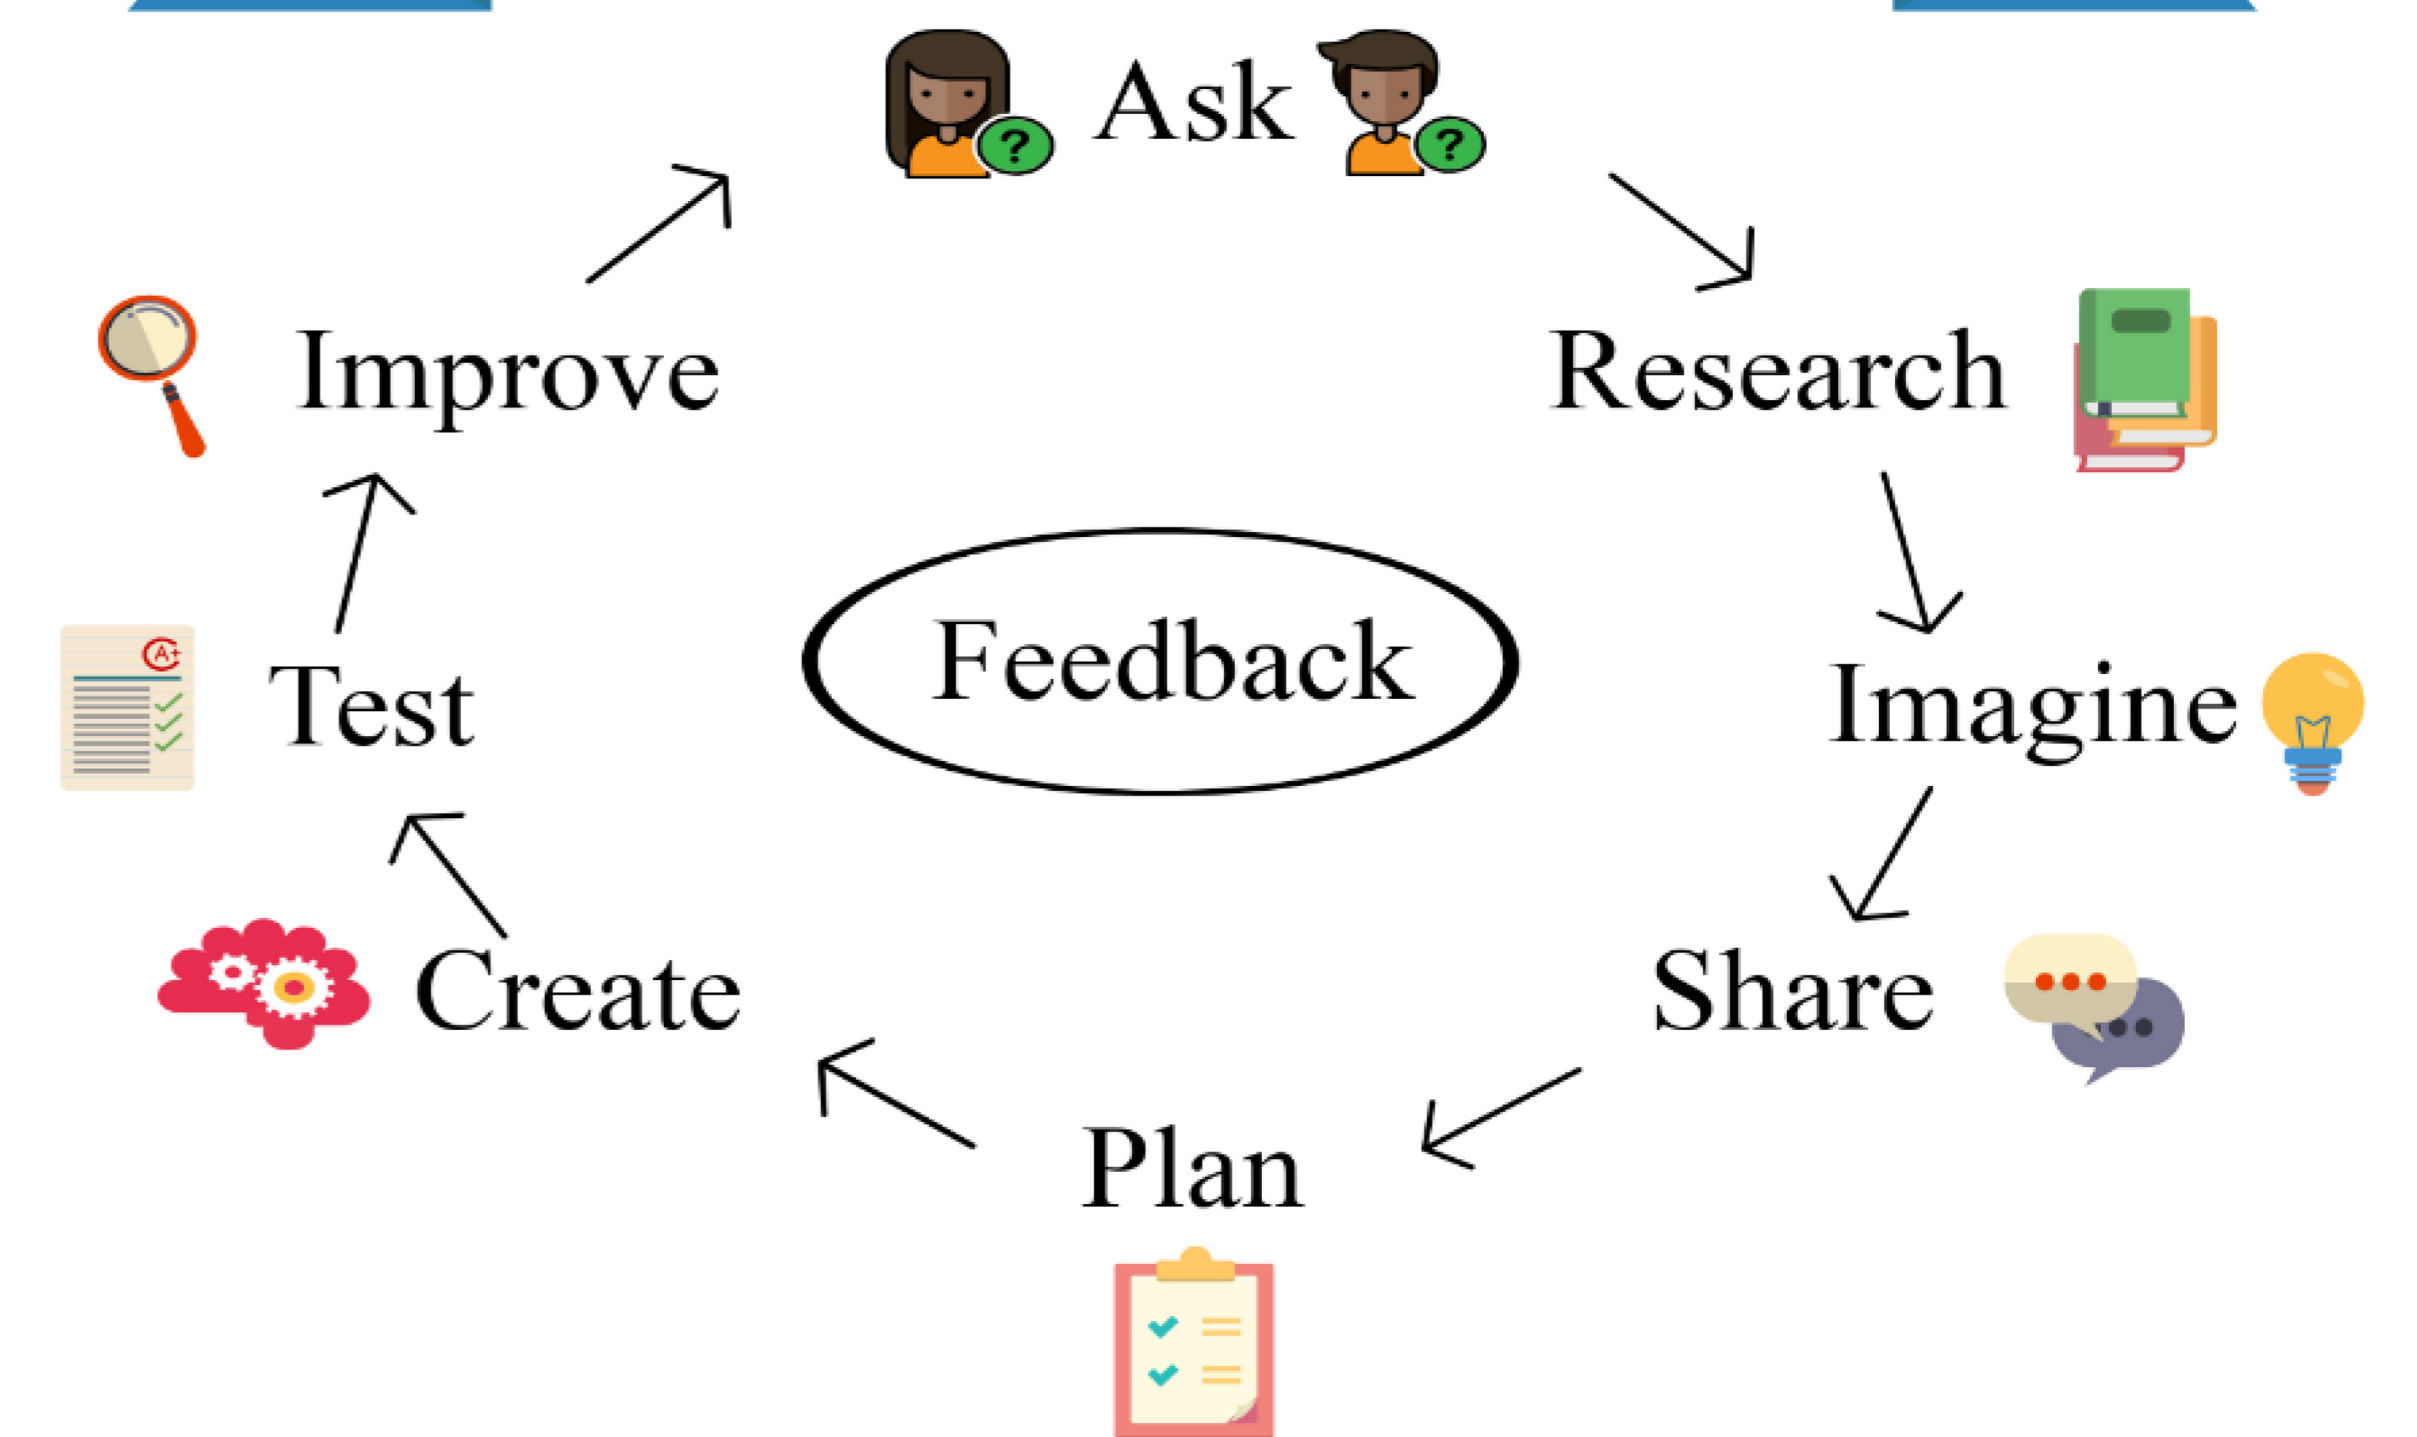 Ask
?
?
Research
Imagine
Share
Plan
Create
Test
A+
Improve
Feedback